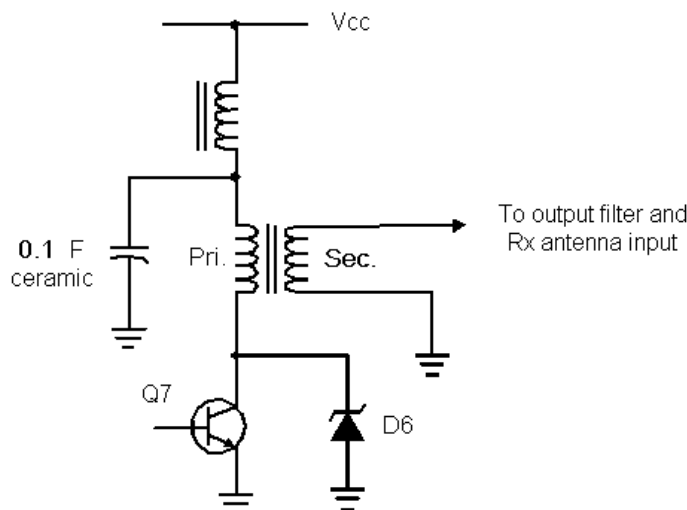 Vcc
To output filter and
Rx antenna input
0.1 F
ceramic
Pri.
Sec.
Q7
D6